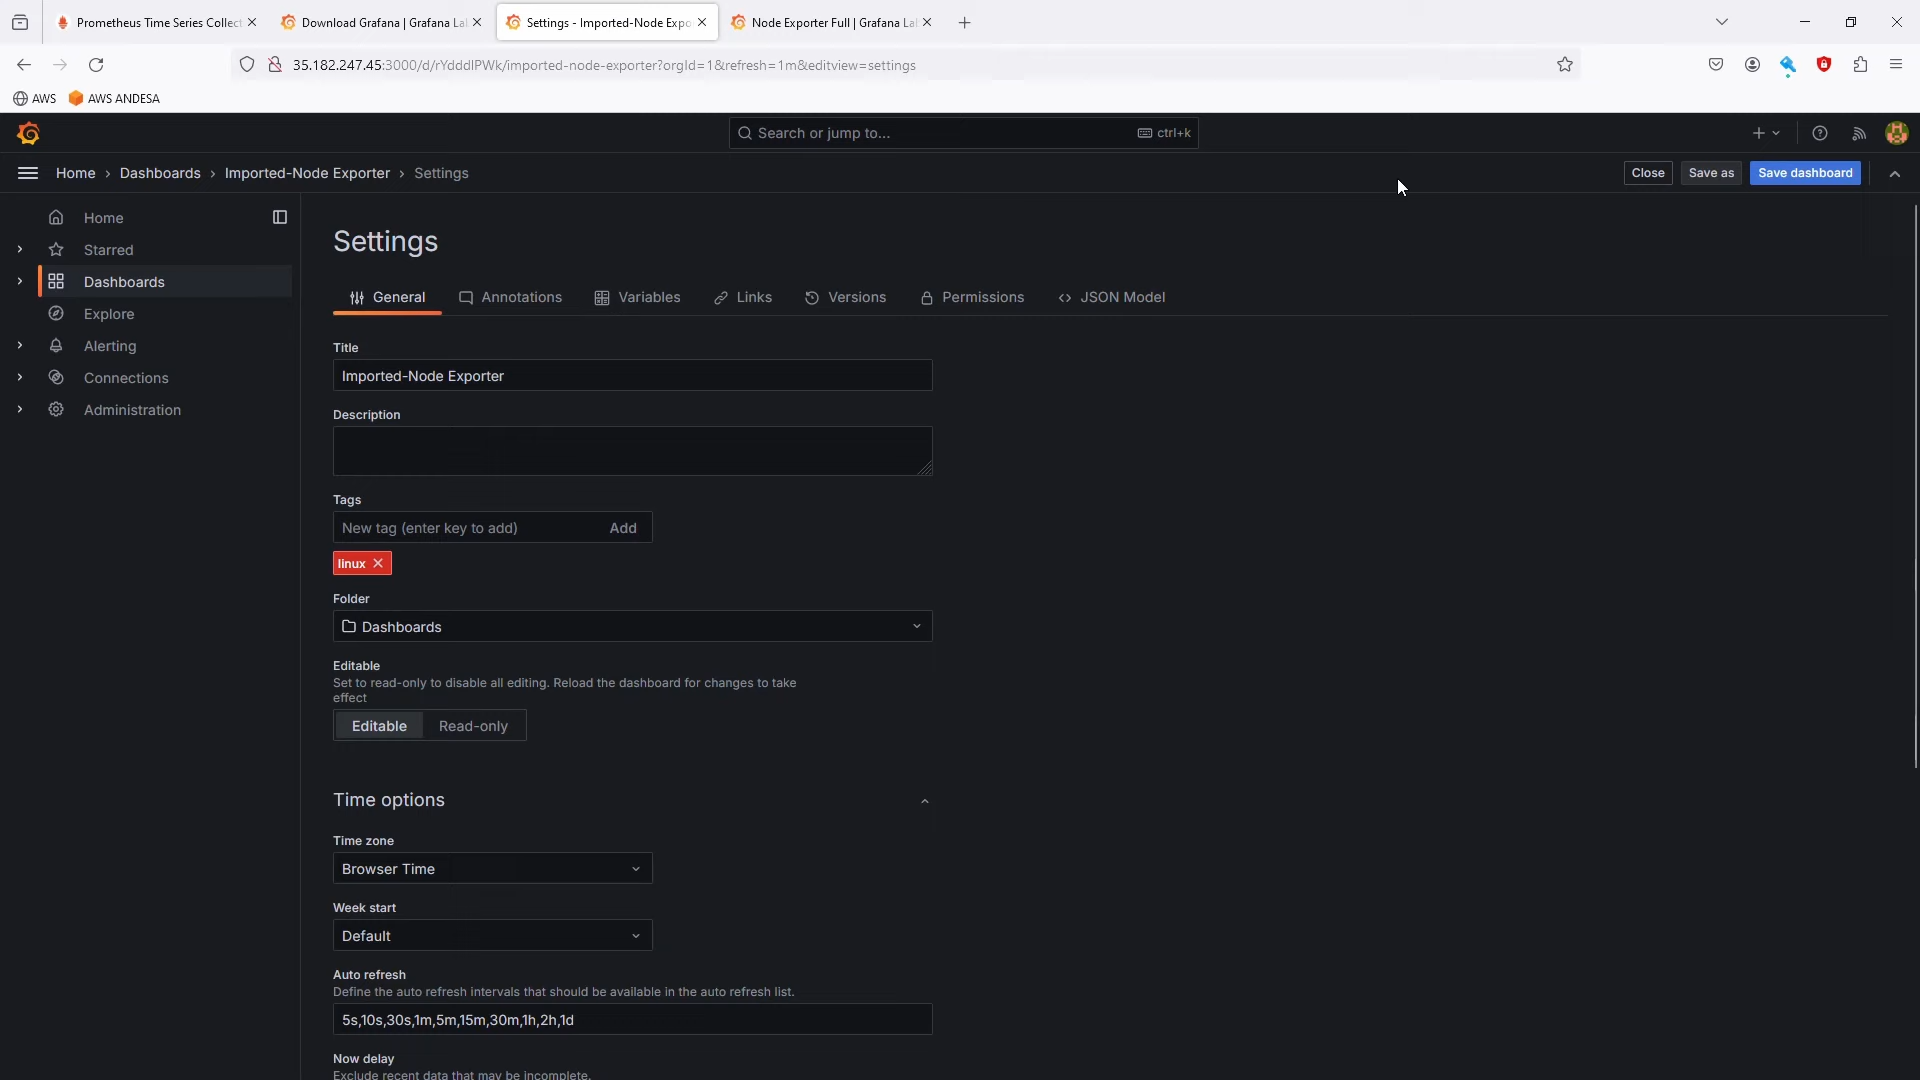 Prometheus Time Series Collect
Download Grafana | Grafana La
Settings - Imported-Node Expo
Node Exporter Full | Grafana La
35.182.247.45:3000/d/rYdddlPWk/imported-node-exporter?orgId=1&refresh=1m&editview=settings
AWS
AWS ANDESA
Search or jump to...
ctrl+k
Home › Dashboards › Imported-Node Exporter › Settings
Close
Save as
Save dashboard
Home
Starred
Dashboards
Explore
Alerting
Connections
Administration
Settings
General
Annotations
Variables
Links
Versions
Permissions
JSON Model
Title
Imported-Node Exporter
Description
Tags
New tag (enter key to add)
Add
linux
Folder
Dashboards
Editable
Set to read-only to disable all editing. Reload the dashboard for changes to take
effect
Editable
Read-only
Time options
Time zone
Browser Time
Week start
Default
Auto refresh
Define the auto refresh intervals that should be available in the auto refresh list.
5s,10s,30s,1m,5m,15m,30m,1h,2h,1d
Now delay
Exclude recent data that may be incomplete.